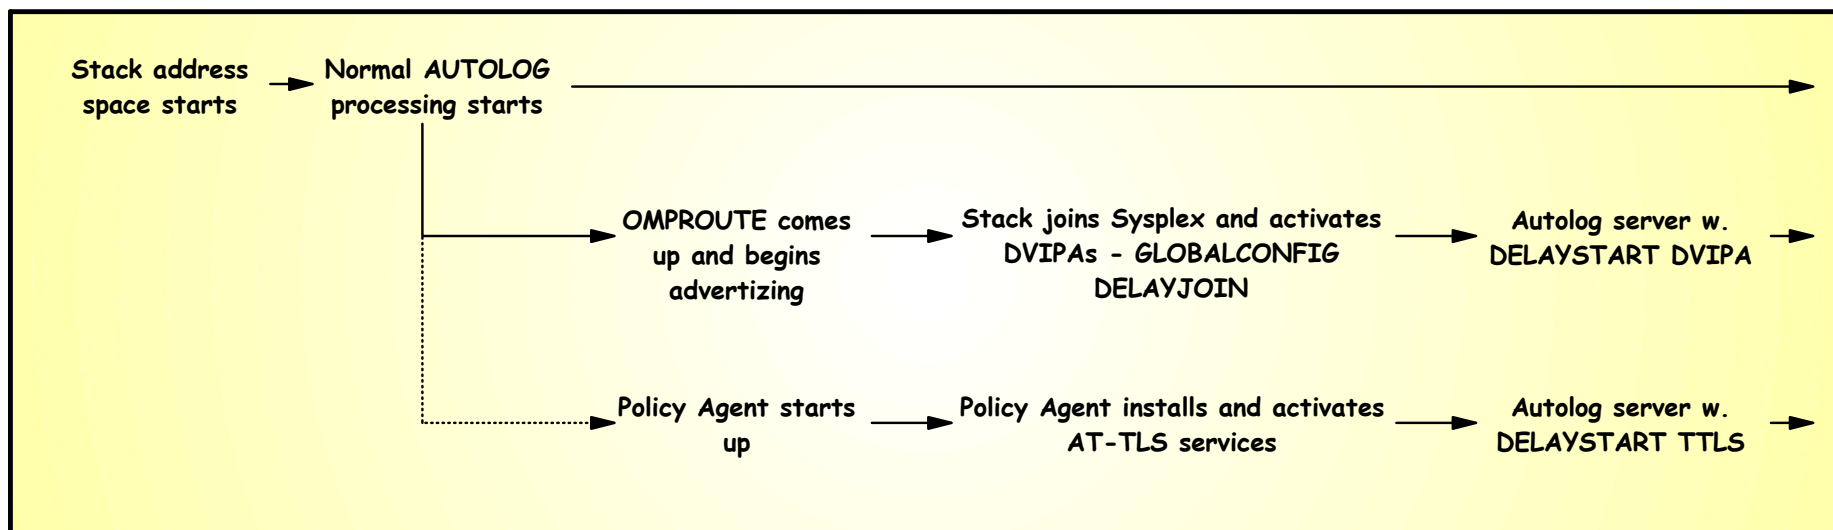 Stack address
space starts
Normal AUTOLOG
processing starts
OMPROUTE comes
up and begins
advertizing
Stack joins Sysplex and activates
DVIPAs - GLOBALCONFIG
DELAYJOIN
Autolog server w.
DELAYSTART DVIPA
Policy Agent starts
up
Policy Agent installs and activates
AT-TLS services
Autolog server w.
DELAYSTART TTLS